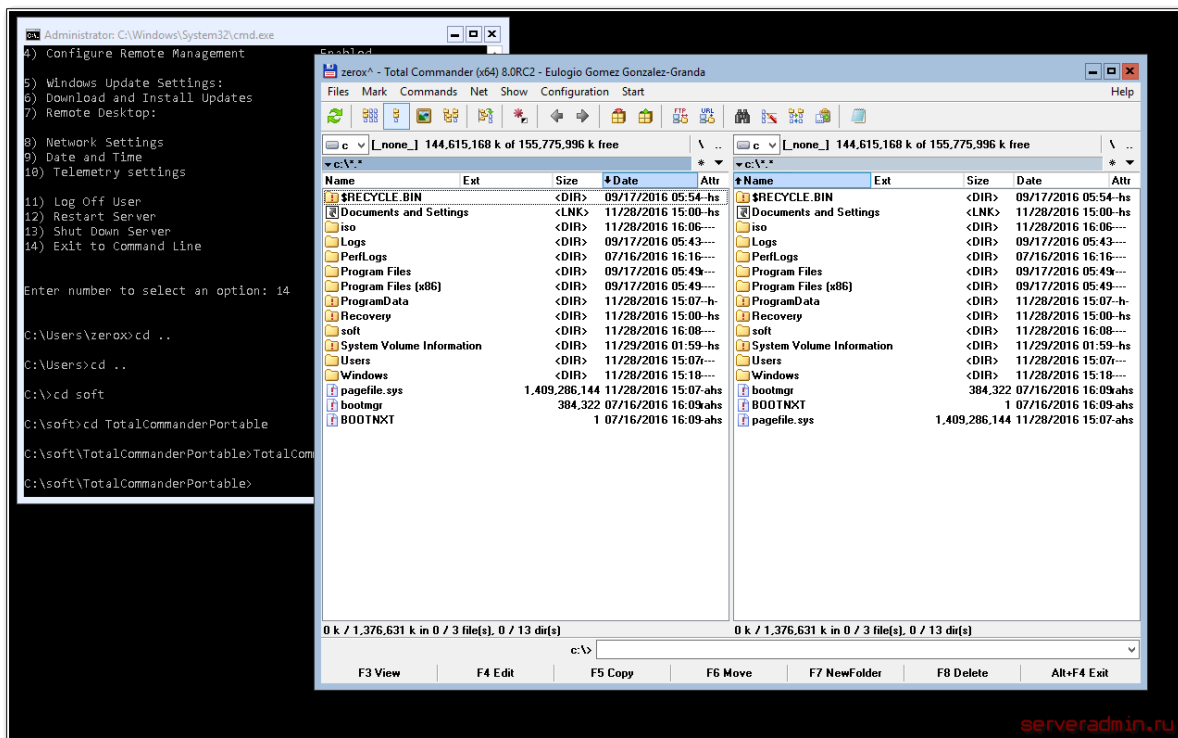 Administrator: C:\Windows\System32\cmd.exe
4) Configure Remote Management Enabled
5) Windows Update Settings:
6) Download and Install Updates
7) Remote Desktop:
8) Network Settings
9) Date and Time
10) Telemetry settings
11) Log Off User
12) Restart Server
13) Shut Down Server
14) Exit to Command Line
Enter number to select an option: 14
C:\Users\zerox>cd ..
C:\Users>cd ..
C:\>cd soft
C:\soft>cd TotalCommanderPortable
C:\soft\TotalCommanderPortable>TotalCom
C:\soft\TotalCommanderPortable>
zerox^ - Total Commander (x64) 8.0RC2 - Eulogio Gomez Gonzalez-Granda
Files Mark Commands Net Show Configuration Start Help
FTP URL
c [_none_] 144,615,168 k of 155,775,996 k free \ ..
c:\*.* *
Name Ext Size Date Attr
$RECYCLE.BIN <DIR> 09/17/2016 05:54--hs
Documents and Settings <LNK> 11/28/2016 15:00--hs
iso <DIR> 11/28/2016 16:06----
Logs <DIR> 09/17/2016 05:43----
PerfLogs <DIR> 07/16/2016 16:16----
Program Files <DIR> 09/17/2016 05:49r---
Program Files (x86) <DIR> 09/17/2016 05:49----
ProgramData <DIR> 11/28/2016 15:07--h-
Recovery <DIR> 11/28/2016 15:00--hs
soft <DIR> 11/28/2016 16:08----
System Volume Information <DIR> 11/29/2016 01:59--hs
Users <DIR> 11/28/2016 15:07r---
Windows <DIR> 11/28/2016 15:18----
pagefile.sys 1,409,286,144 11/28/2016 15:07-ahs
bootmgr 384,322 07/16/2016 16:09rahs
BOOTNXT 1 07/16/2016 16:09-ahs
0 k / 1,376,631 k in 0 / 3 file(s), 0 / 13 dir(s)
c [_none_] 144,615,168 k of 155,775,996 k free \ ..
c:\*.* *
Name Ext Size Date Attr
$RECYCLE.BIN <DIR> 09/17/2016 05:54--hs
Documents and Settings <LNK> 11/28/2016 15:00--hs
iso <DIR> 11/28/2016 16:06----
Logs <DIR> 09/17/2016 05:43----
PerfLogs <DIR> 07/16/2016 16:16----
Program Files <DIR> 09/17/2016 05:49r---
Program Files (x86) <DIR> 09/17/2016 05:49----
ProgramData <DIR> 11/28/2016 15:07--h-
Recovery <DIR> 11/28/2016 15:00--hs
soft <DIR> 11/28/2016 16:08----
System Volume Information <DIR> 11/29/2016 01:59--hs
Users <DIR> 11/28/2016 15:07r---
Windows <DIR> 11/28/2016 15:18----
bootmgr 384,322 07/16/2016 16:09rahs
BOOTNXT 1 07/16/2016 16:09-ahs
pagefile.sys 1,409,286,144 11/28/2016 15:07-ahs
0 k / 1,376,631 k in 0 / 3 file(s), 0 / 13 dir(s)
c:\>
F3 View F4 Edit F5 Copy F6 Move F7 NewFolder F8 Delete Alt+F4 Exit
serveradmin.ru